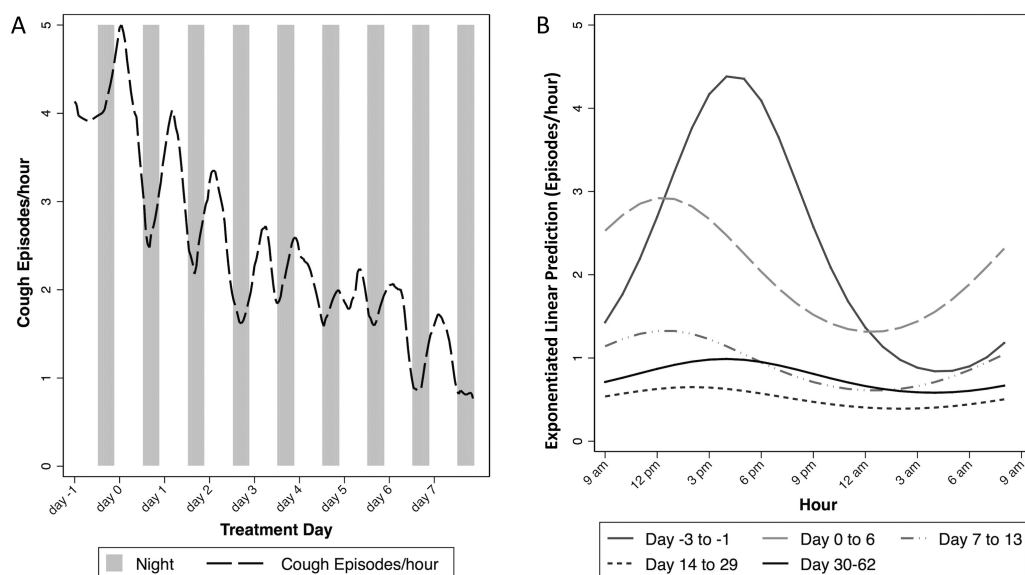 A
5
4
3
2
1
0
Cough Episodes/hour
day -1
day 0
day 1
day 2
day 3
day 4
day 5
day 6
day 7
Treatment Day
Night
Cough Episodes/hour
B
5
4
3
2
1
0
Exponentiated Linear Prediction (Episodes/hour)
9 am
12 pm
3 pm
6 pm
9 pm
12 am
3 am
6 am
9 am
Hour
Day -3 to -1
Day 0 to 6
Day 7 to 13
Day 14 to 29
Day 30-62